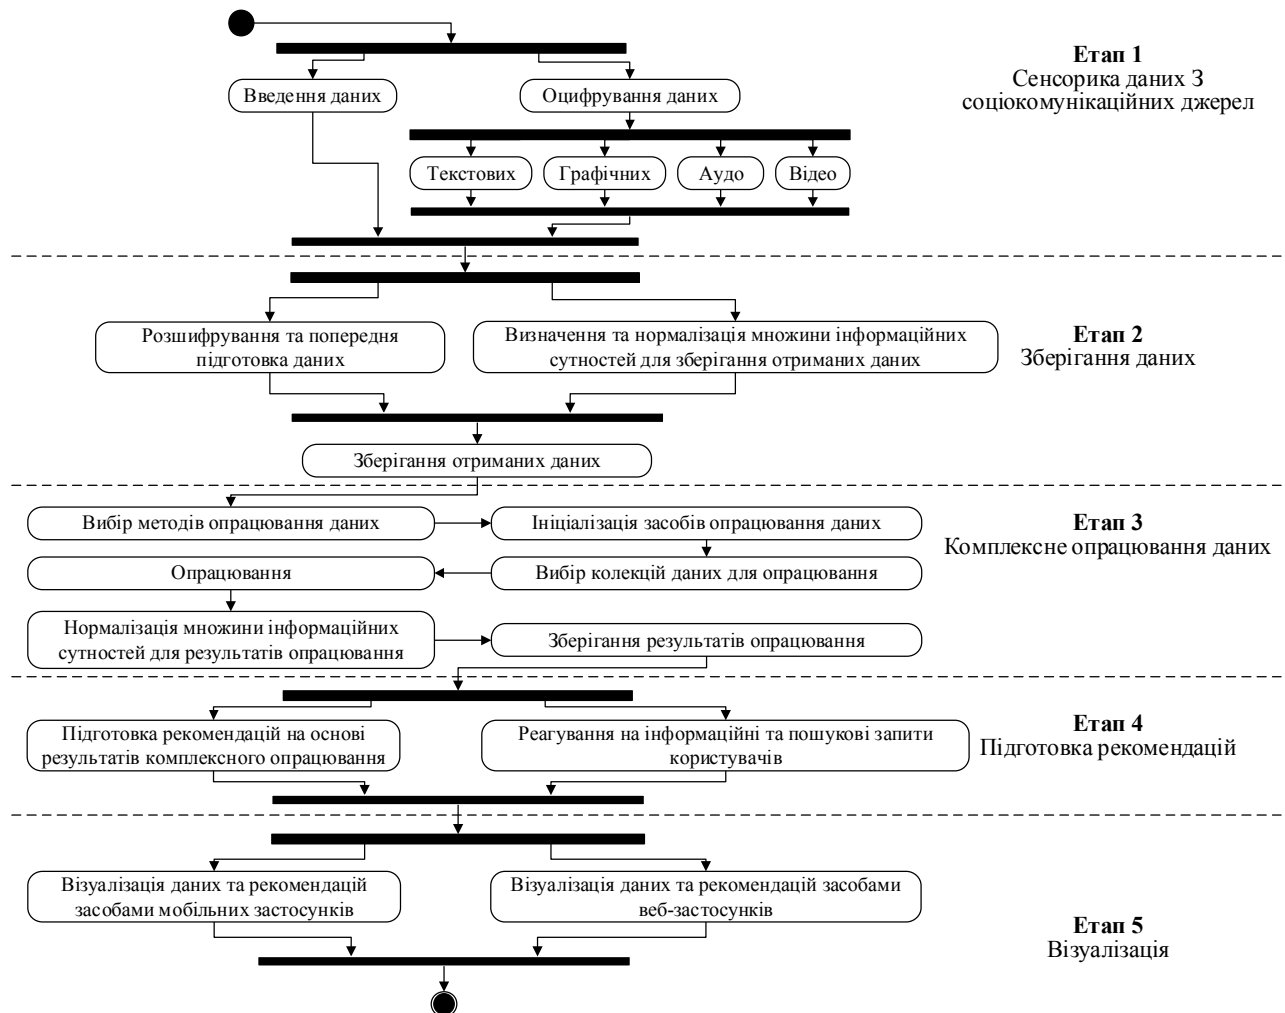 Етап 1
Сенсорика даних З
соціокомунікаційних джерел
Введення даних
Оцифрування даних
Текстових
Графічних
Аудо
Відео
Розшифрування та попередня
підготовка даних
Визначення та нормалізація множини інформаційних
сутностей для зберігання отриманих даних
Етап 2
Зберігання даних
Зберігання отриманих даних
Вибір методів опрацювання даних
Ініціалізація засобів опрацювання даних
Етап 3
Комплексне опрацювання даних
Опрацювання
Вибір колекцій даних для опрацювання
Нормалізація множини інформаційних
сутностей для результатів опрацювання
Зберігання результатів опрацювання
Підготовка рекомендацій на основі
результатів комплексного опрацювання
Реагування на інформаційні та пошукові запити
користувачів
Етап 4
Підготовка рекомендацій
Візуалізація даних та рекомендацій
засобами мобільних застосунків
Візуалізація даних та рекомендацій засобами
веб-застосунків
Етап 5
Візуалізація